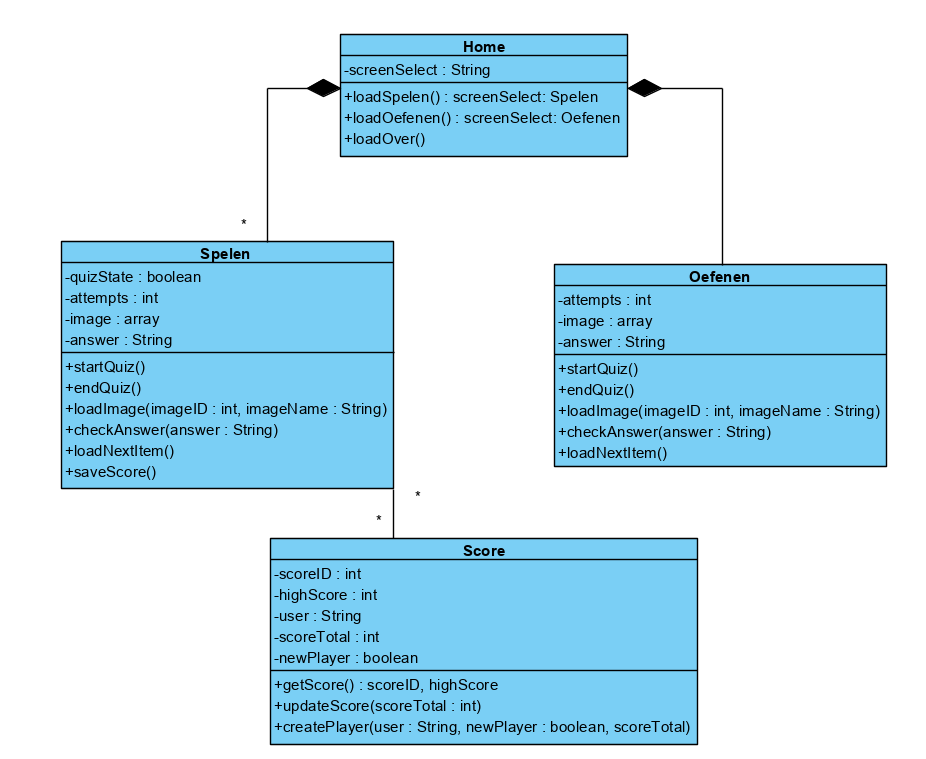 Home
-screenSelect : String
+loadSpelen() : screenSelect: Spelen
+loadOefenen() : screenSelect: Oefenen
+loadOver()
*
Spelen
-quizState : boolean
-attempts : int
-image : array
-answer : String
+startQuiz()
+endQuiz()
+loadImage(imageID : int, imageName : String)
+checkAnswer(answer : String)
+loadNextItem()
+saveScore()
Oefenen
-attempts : int
-image : array
-answer : String
+startQuiz()
+endQuiz()
+loadImage(imageID : int, imageName : String)
+checkAnswer(answer : String)
+loadNextItem()
*
*
Score
-scoreID : int
-highScore : int
-user : String
-scoreTotal : int
-newPlayer : boolean
+getScore() : scoreID, highScore
+updateScore(scoreTotal : int)
+createPlayer(user : String, newPlayer : boolean, scoreTotal)